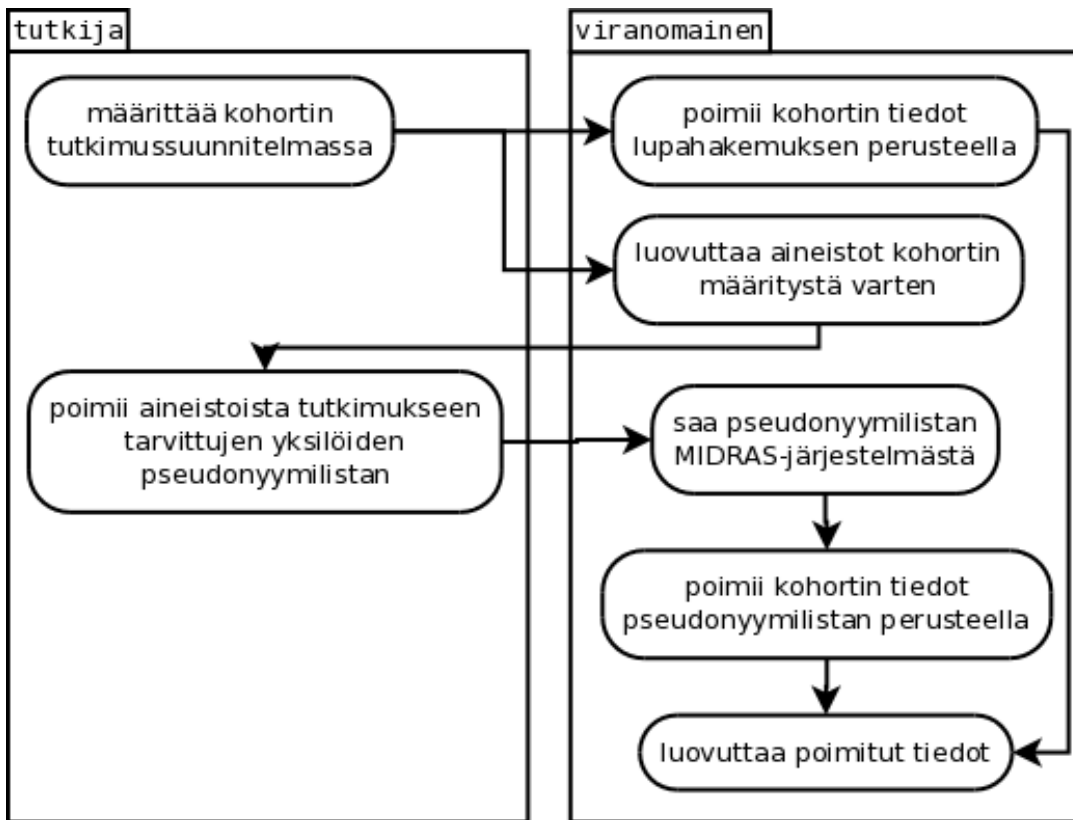 tutkija
viranomainen
määrittää kohortin
tutkimussuunnitelmassa
poimii kohortin tiedot
lupahakemuksen perusteella
luovuttaa aineistot kohortin
määritystä varten
poimii aineistoista tutkimukseen
tarvittujen yksilöiden
pseudonyymilistan
saa pseudonyymilistan
MIDRAS-järjestelmästä
poimii kohortin tiedot
pseudonyymilistan perusteella
luovuttaa poimitut tiedot